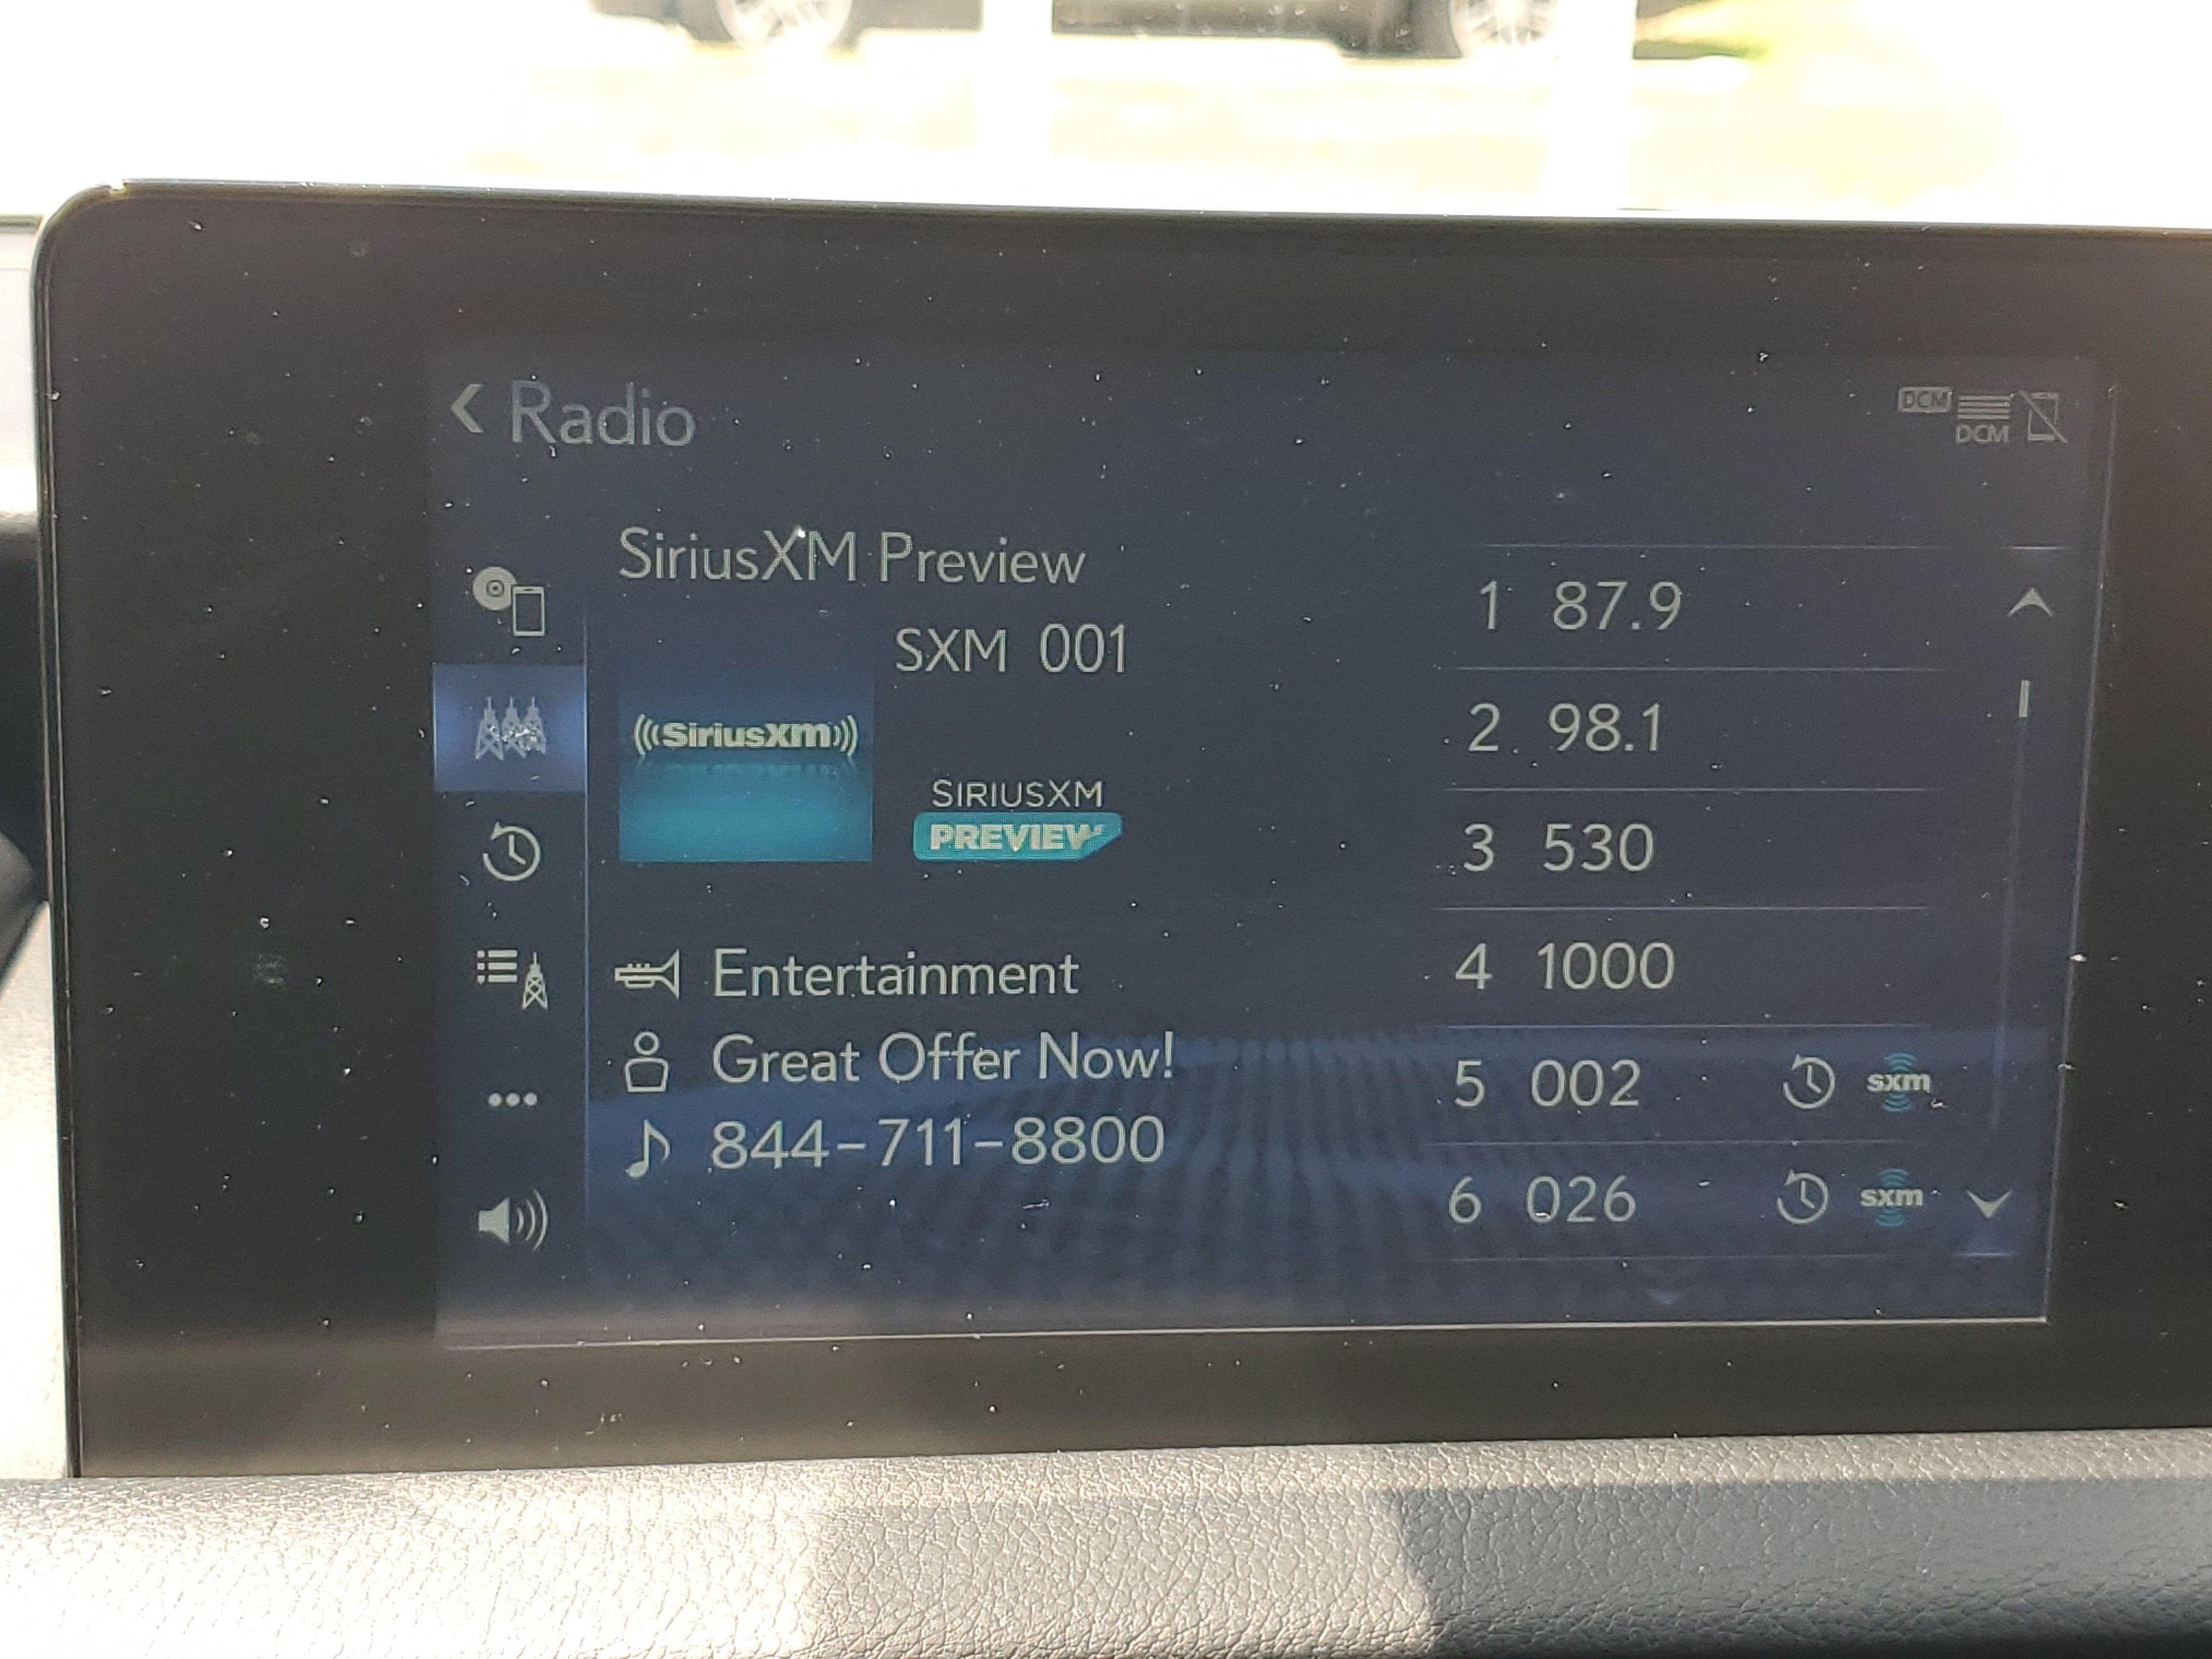 Radio
DCM
DCM
SiriusXM Preview
SXM 001
SiriusXM
SIRIUSXM
PREVIEW
Entertainment
Great Offer Now!
844-711-8800
1 87.9
2 98.1
3 530
4 1000
5 002 sxm
6 026 sxm